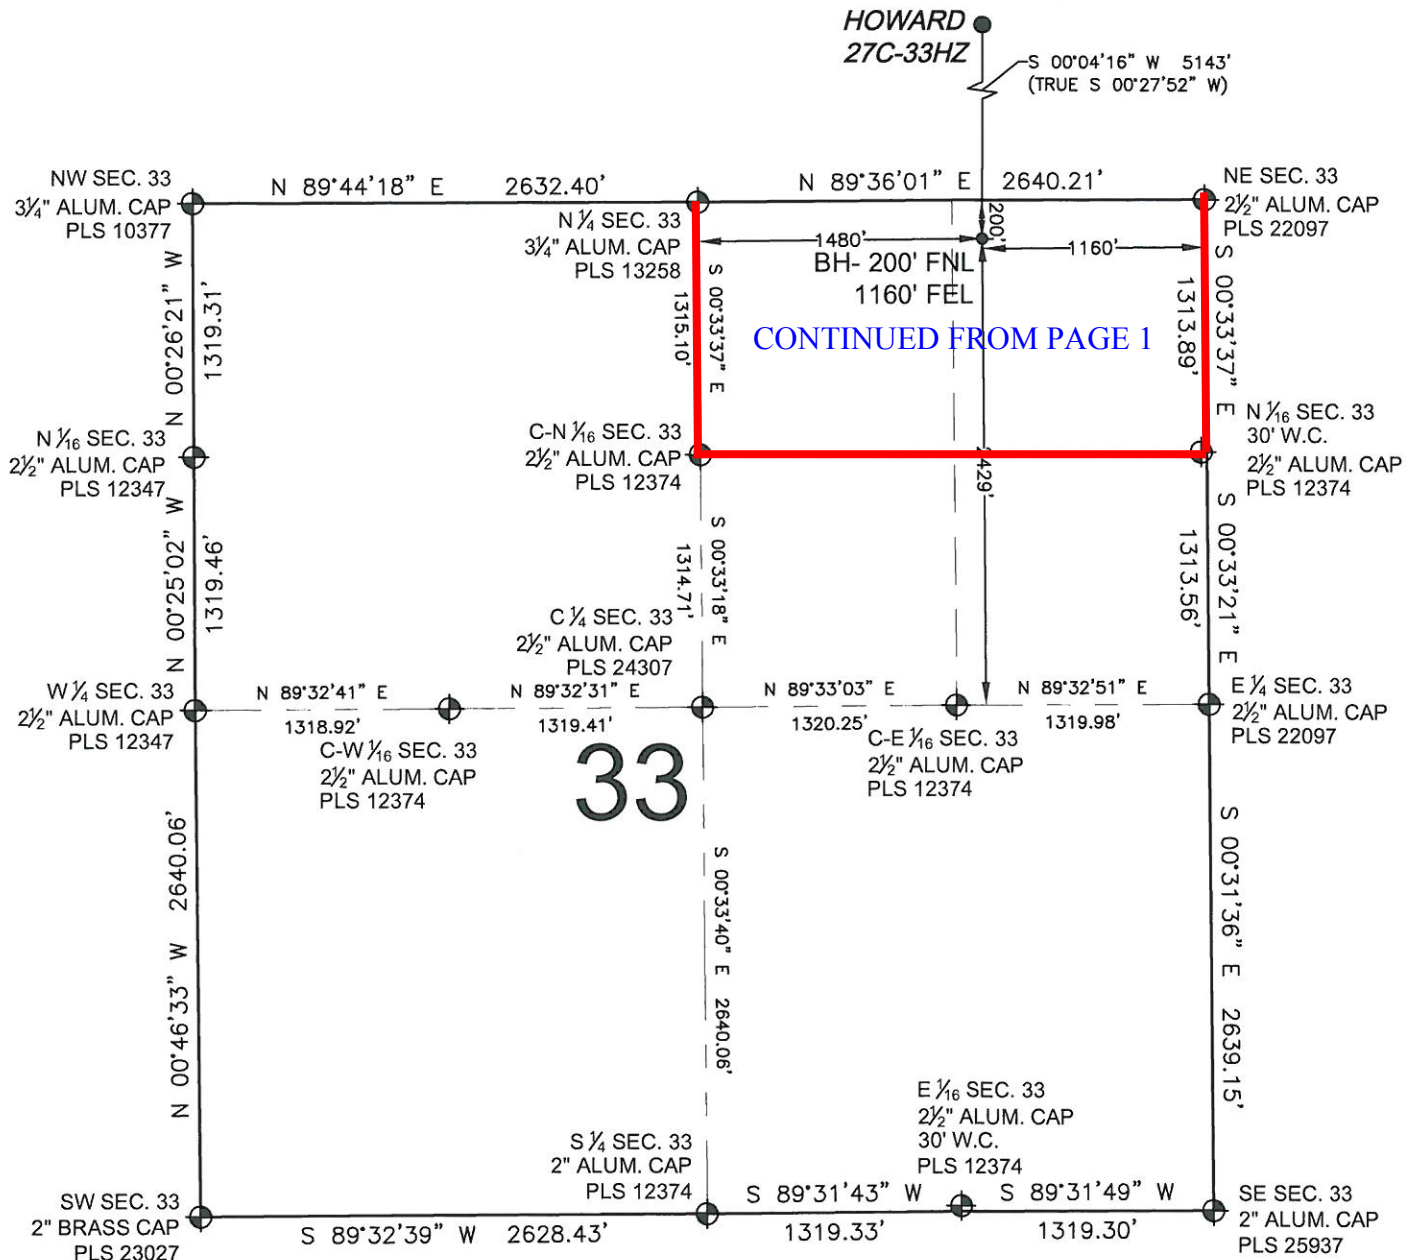 HOWARD
27C-33HZ
S 00°04'16" W 5143'
(TRUE S 00°27'52" W)
NW SEC. 33
3¼" ALUM. CAP
PLS 10377
N 89°44'18" E 2632.40'
N 89°36'01" E 2640.21'
NE SEC. 33
2½" ALUM. CAP
PLS 22097
N ¼ SEC. 33
3¼" ALUM. CAP
PLS 13258
200'
1480'
1160'
BH- 200' FNL
1160' FEL
CONTINUED FROM PAGE 1
N 00°26'21" W
1319.31'
S 00°33'37" E
1315.10'
S 00°33'37" E
1313.89'
N 1⁄16 SEC. 33
2½" ALUM. CAP
PLS 12347
C-N 1⁄16 SEC. 33
2½" ALUM. CAP
PLS 12374
N 1⁄16 SEC. 33
30' W.C.
2½" ALUM. CAP
PLS 12374
2429'
N 00°25'02" W
1319.46'
S 00°33'18" E
1314.71'
S 00°33'21" E
1313.56'
C ¼ SEC. 33
2½" ALUM. CAP
PLS 24307
W ¼ SEC. 33
2½" ALUM. CAP
PLS 12347
N 89°32'41" E
1318.92'
N 89°32'31" E
1319.41'
N 89°33'03" E
1320.25'
N 89°32'51" E
1319.98'
E ¼ SEC. 33
2½" ALUM. CAP
PLS 22097
C-W 1⁄16 SEC. 33
2½" ALUM. CAP
PLS 12374
33
C-E 1⁄16 SEC. 33
2½" ALUM. CAP
PLS 12374
N 00°46'33" W 2640.06'
S 00°33'40" E 2640.06'
S 00°31'36" E 2639.15'
E 1⁄16 SEC. 33
2½" ALUM. CAP
30' W.C.
PLS 12374
S ¼ SEC. 33
2" ALUM. CAP
PLS 12374
SW SEC. 33
2" BRASS CAP
PLS 23027
S 89°32'39" W 2628.43'
S 89°31'43" W
1319.33'
S 89°31'49" W
1319.30'
SE SEC. 33
2" ALUM. CAP
PLS 25937